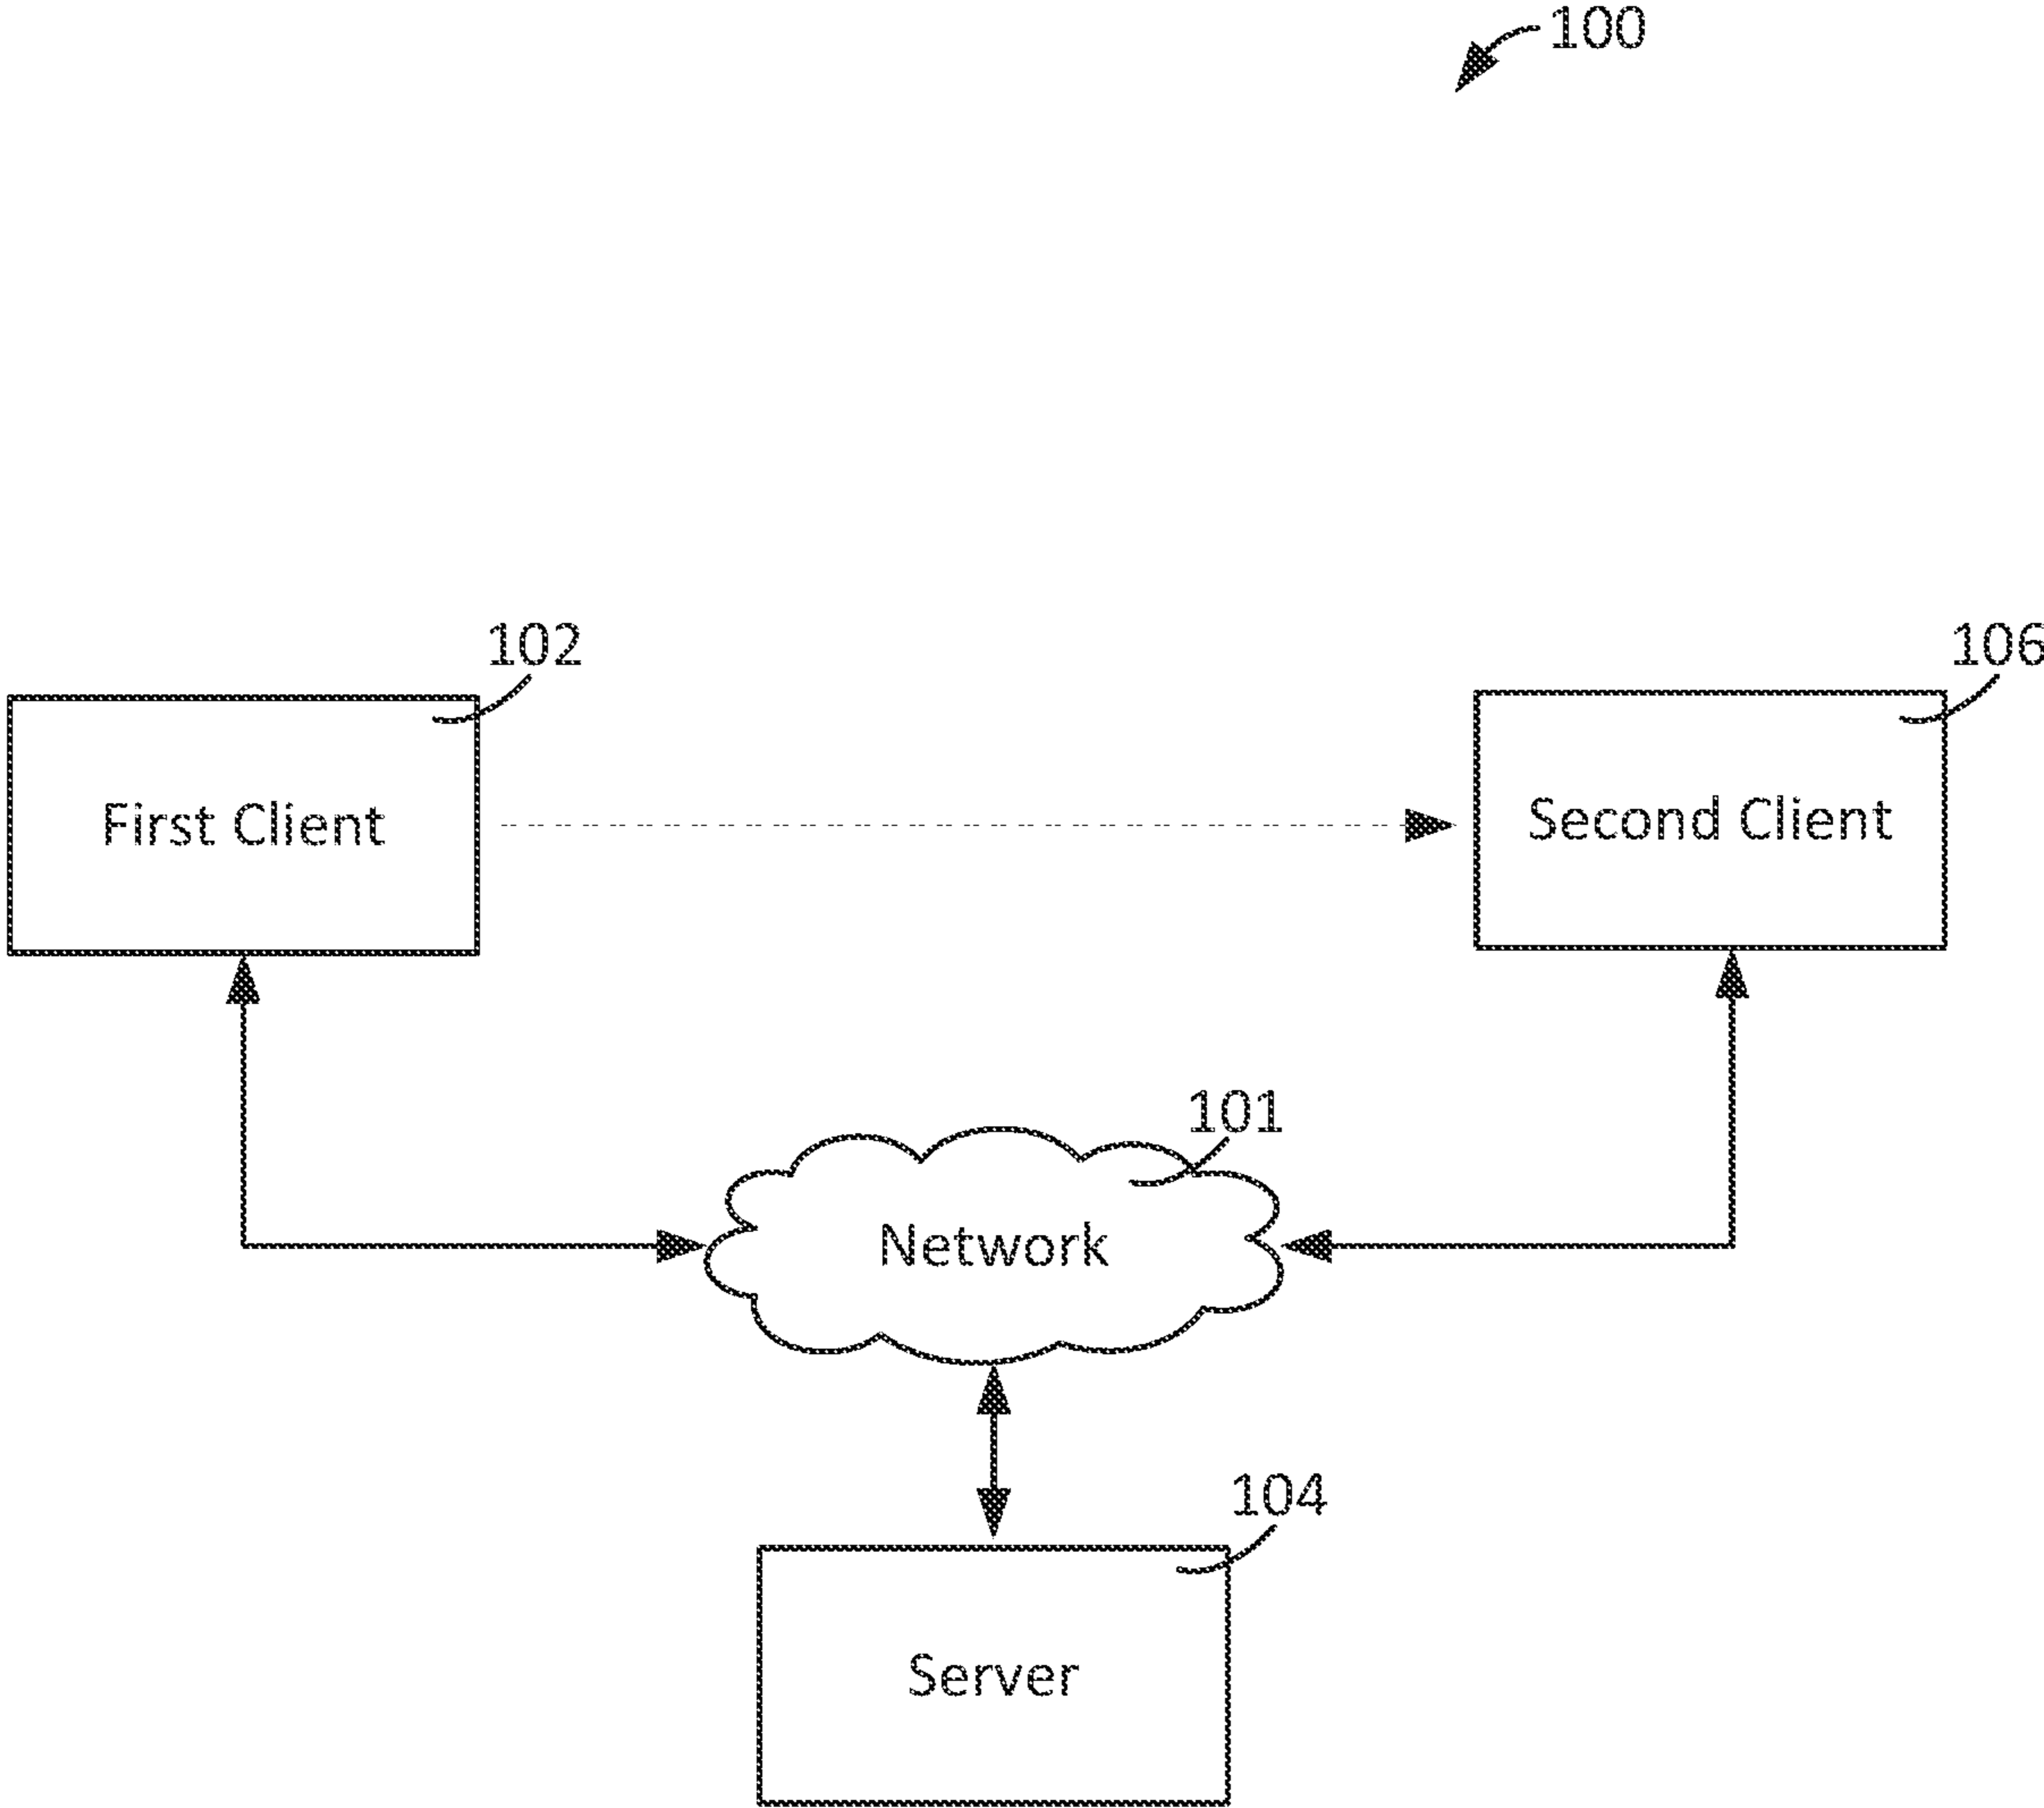 100
102
106
First Client
Second Client
101
Network
104
Server